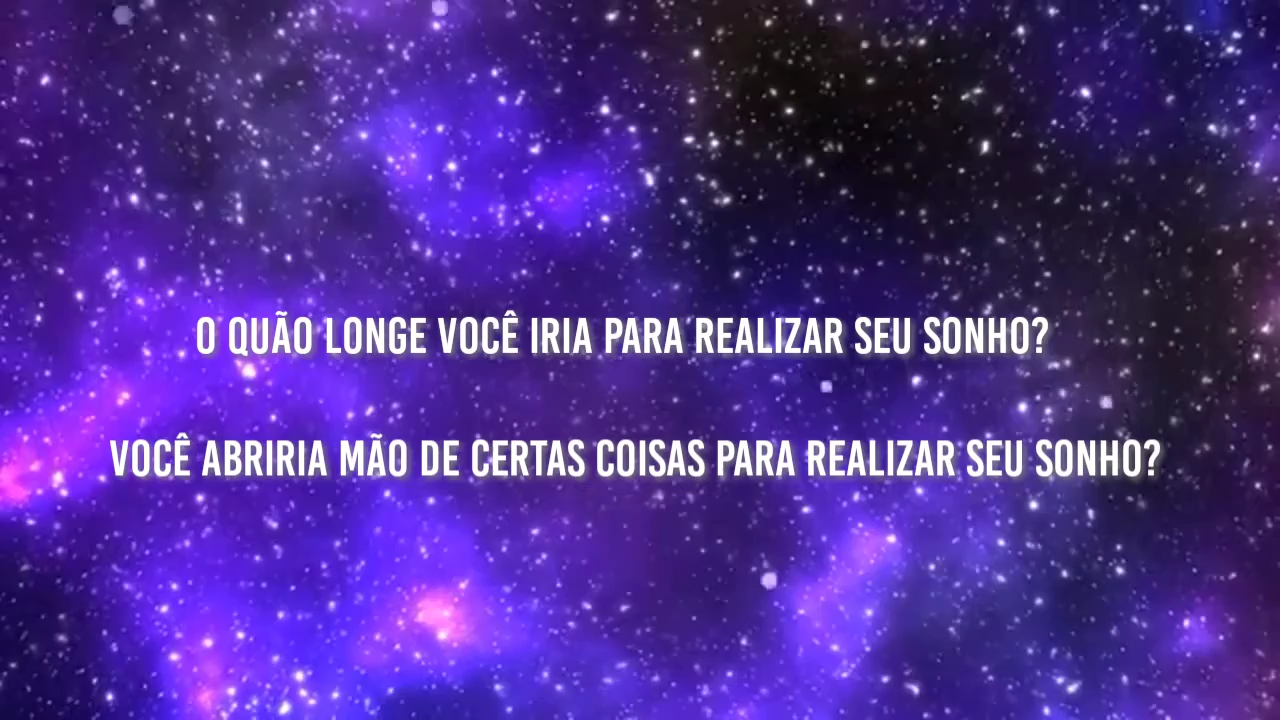 O QUÃO LONGE VOCÊ IRIA PARA REALIZAR SEU SONHO?
VOCÊ ABRIRIA MÃO DE CERTAS COISAS PARA REALIZAR SEU SONHO?